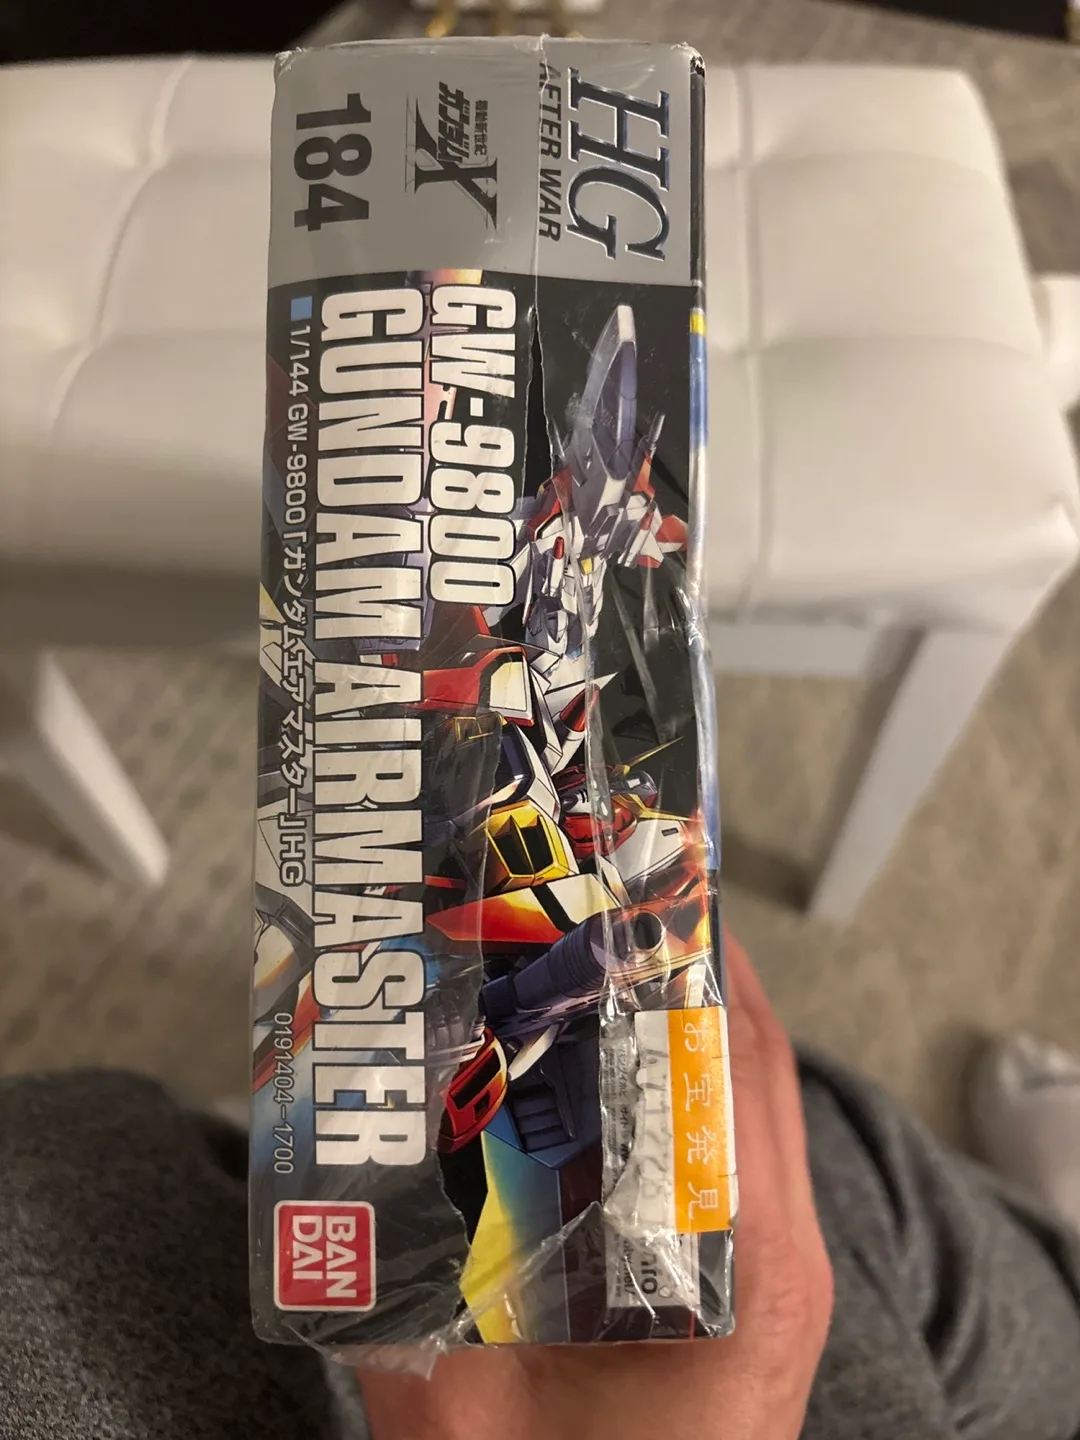 HG
AFTER WAR
機動新世紀
ガンダムX
184
GW-9800
GUNDAM AIRMASTER
1/144 GW-9800「ガンダムエアマスター」HG
0191404-1700
BAN
DAI
お宝発見